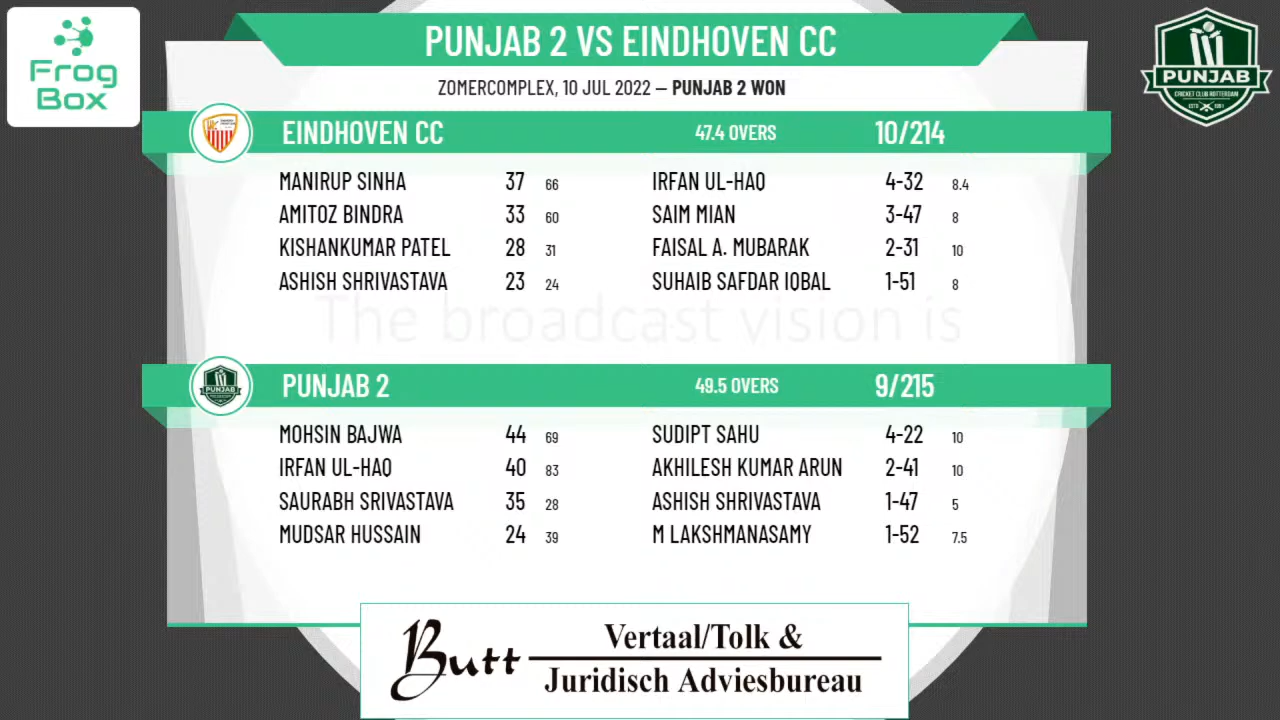 Frog
Box
PUNJAB 2 VS EINDHOVEN CC
PUNJAB
CRICKET CLUB ROTTERDAM
ZOMERCOMPLEX, 10 JUL 2022 – PUNJAB 2 WON
EINDHOVEN CC 47.4 OVERS 10/214
MANIRUP SINHA 37 66 IRFAN UL-HAQ 4-32 8.4
AMITOZ BINDRA 33 60 SAIM MIAN 3-47 8
KISHANKUMAR PATEL 28 31 FAISAL A. MUBARAK 2-31 10
ASHISH SHRIVASTAVA 23 24 SUHAIB SAFDAR IQBAL 1-51 8
The broadcast vision is
PUNJAB
PUNJAB 2 49.5 OVERS 9/215
MOHSIN BAJWA 44 69 SUDIPT SAHU 4-22 10
IRFAN UL-HAQ 40 83 AKHILESH KUMAR ARUN 2-41 10
SAURABH SRIVASTAVA 35 28 ASHISH SHRIVASTAVA 1-47 5
MUDSAR HUSSAIN 24 39 M LAKSHMANASAMY 1-52 7.5
Butt Vertaal/Tolk &
Juridisch Adviesbureau